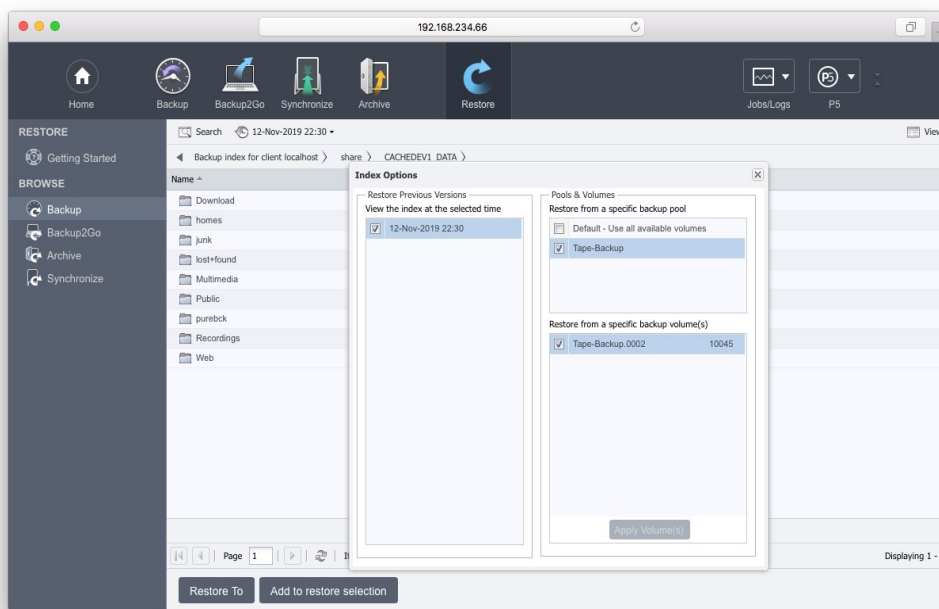 192.168.234.66
Home
Backup
Backup2Go
Synchronize
Archive
Restore
Jobs/Logs
P5
P5
RESTORE
Getting Started
BROWSE
Backup
Backup2Go
Archive
Synchronize
Search 12-Nov-2019 22:30
View
Backup index for client localhost share CACHEDEV1_DATA
Name
Download
homes
junk
lost+found
Multimedia
Public
purebck
Recordings
Web
Index Options
Restore Previous Versions
View the index at the selected time
12-Nov-2019 22:30
Pools & Volumes
Restore from a specific backup pool
Default - Use all available volumes
Tape-Backup
Restore from a specific backup volume(s)
Tape-Backup.0002 10045
Apply Volume(s)
Page 1
Displaying 1 -
Restore To
Add to restore selection